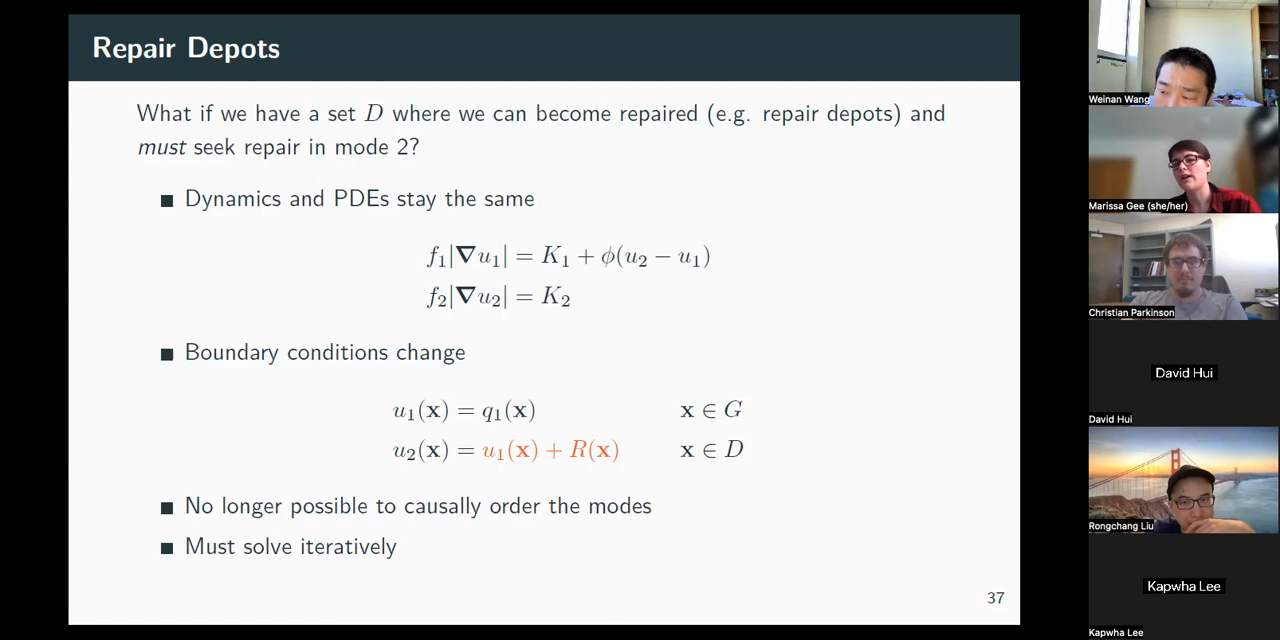 Repair Depots
What if we have a set D where we can become repaired (e.g. repair depots) and
must seek repair in mode 2?
■ Dynamics and PDEs stay the same
f₁|∇u₁| = K₁ + ϕ(u₂ − u₁)
f₂|∇u₂| = K₂
■ Boundary conditions change
u₁(x) = q₁(x) x ∈ G
u₂(x) = u₁(x) + R(x) x ∈ D
■ No longer possible to causally order the modes
■ Must solve iteratively
37
Weinan Wang
Marissa Gee (she/her)
Christian Parkinson
David Hui
David Hui
Rongchang Liu
Kapwha Lee
Kapwha Lee